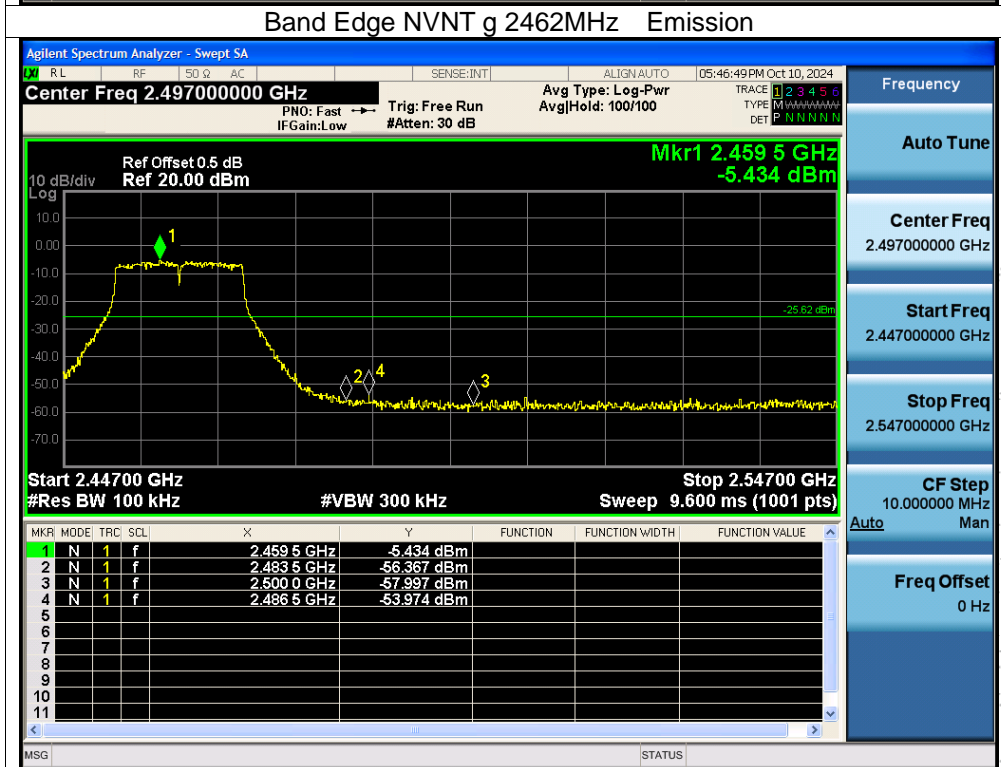 Band Edge NVNT g 2462MHz Emission
Agilent Spectrum Analyzer - Swept SA
LXI RL RF 50 Ω AC SENSE:INT ALIGN AUTO 05:46:49 PM Oct 10, 2024
Center Freq 2.497000000 GHz
PNO: Fast
IFGain:Low
Trig: Free Run
#Atten: 30 dB
Avg Type: Log-Pwr
Avg|Hold: 100/100
TRACE 1 2 3 4 5 6
TYPE M WWWWW
DET P N N N N N
Frequency
Auto Tune
Center Freq
2.497000000 GHz
Start Freq
2.447000000 GHz
Stop Freq
2.547000000 GHz
CF Step
10.000000 MHz
Auto Man
Freq Offset
0 Hz
Mkr1 2.459 5 GHz
-5.434 dBm
Ref Offset 0.5 dB
10 dB/div Ref 20.00 dBm
Log
10.0
0.00
-10.0
-20.0
-30.0
-40.0
-50.0
-60.0
-70.0
1
2
4
3
-25.62 dBm
Start 2.44700 GHz Stop 2.54700 GHz
#Res BW 100 kHz #VBW 300 kHz Sweep 9.600 ms (1001 pts)
MKR MODE TRC SCL X Y FUNCTION FUNCTION WIDTH FUNCTION VALUE
1 N 1 f 2.459 5 GHz -5.434 dBm
2 N 1 f 2.483 5 GHz -56.367 dBm
3 N 1 f 2.500 0 GHz -57.997 dBm
4 N 1 f 2.486 5 GHz -53.974 dBm
5
6
7
8
9
10
11
MSG STATUS